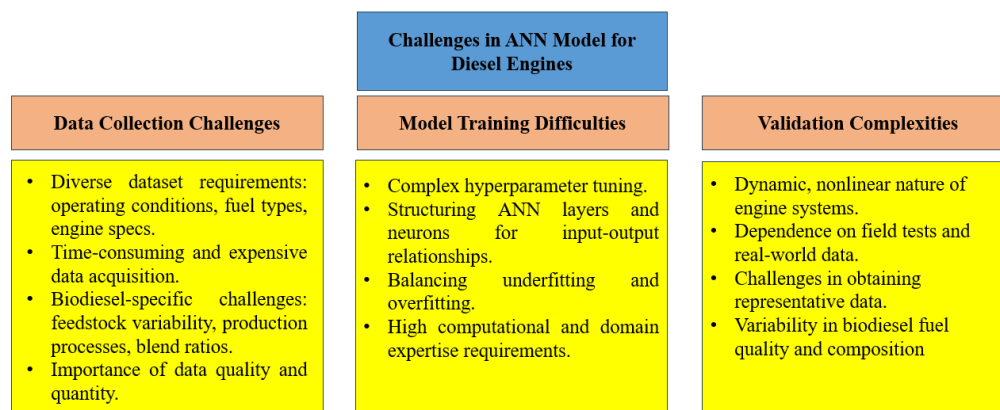 Challenges in ANN Model for
Diesel Engines
Data Collection Challenges
• Diverse dataset requirements:
operating conditions, fuel types,
engine specs.
• Time-consuming and expensive
data acquisition.
• Biodiesel-specific challenges:
feedstock variability, production
processes, blend ratios.
• Importance of data quality and
quantity.
Model Training Difficulties
• Complex hyperparameter tuning.
• Structuring ANN layers and
neurons for input-output
relationships.
• Balancing underfitting and
overfitting.
• High computational and domain
expertise requirements.
Validation Complexities
• Dynamic, nonlinear nature of
engine systems.
• Dependence on field tests and
real-world data.
• Challenges in obtaining
representative data.
• Variability in biodiesel fuel
quality and composition